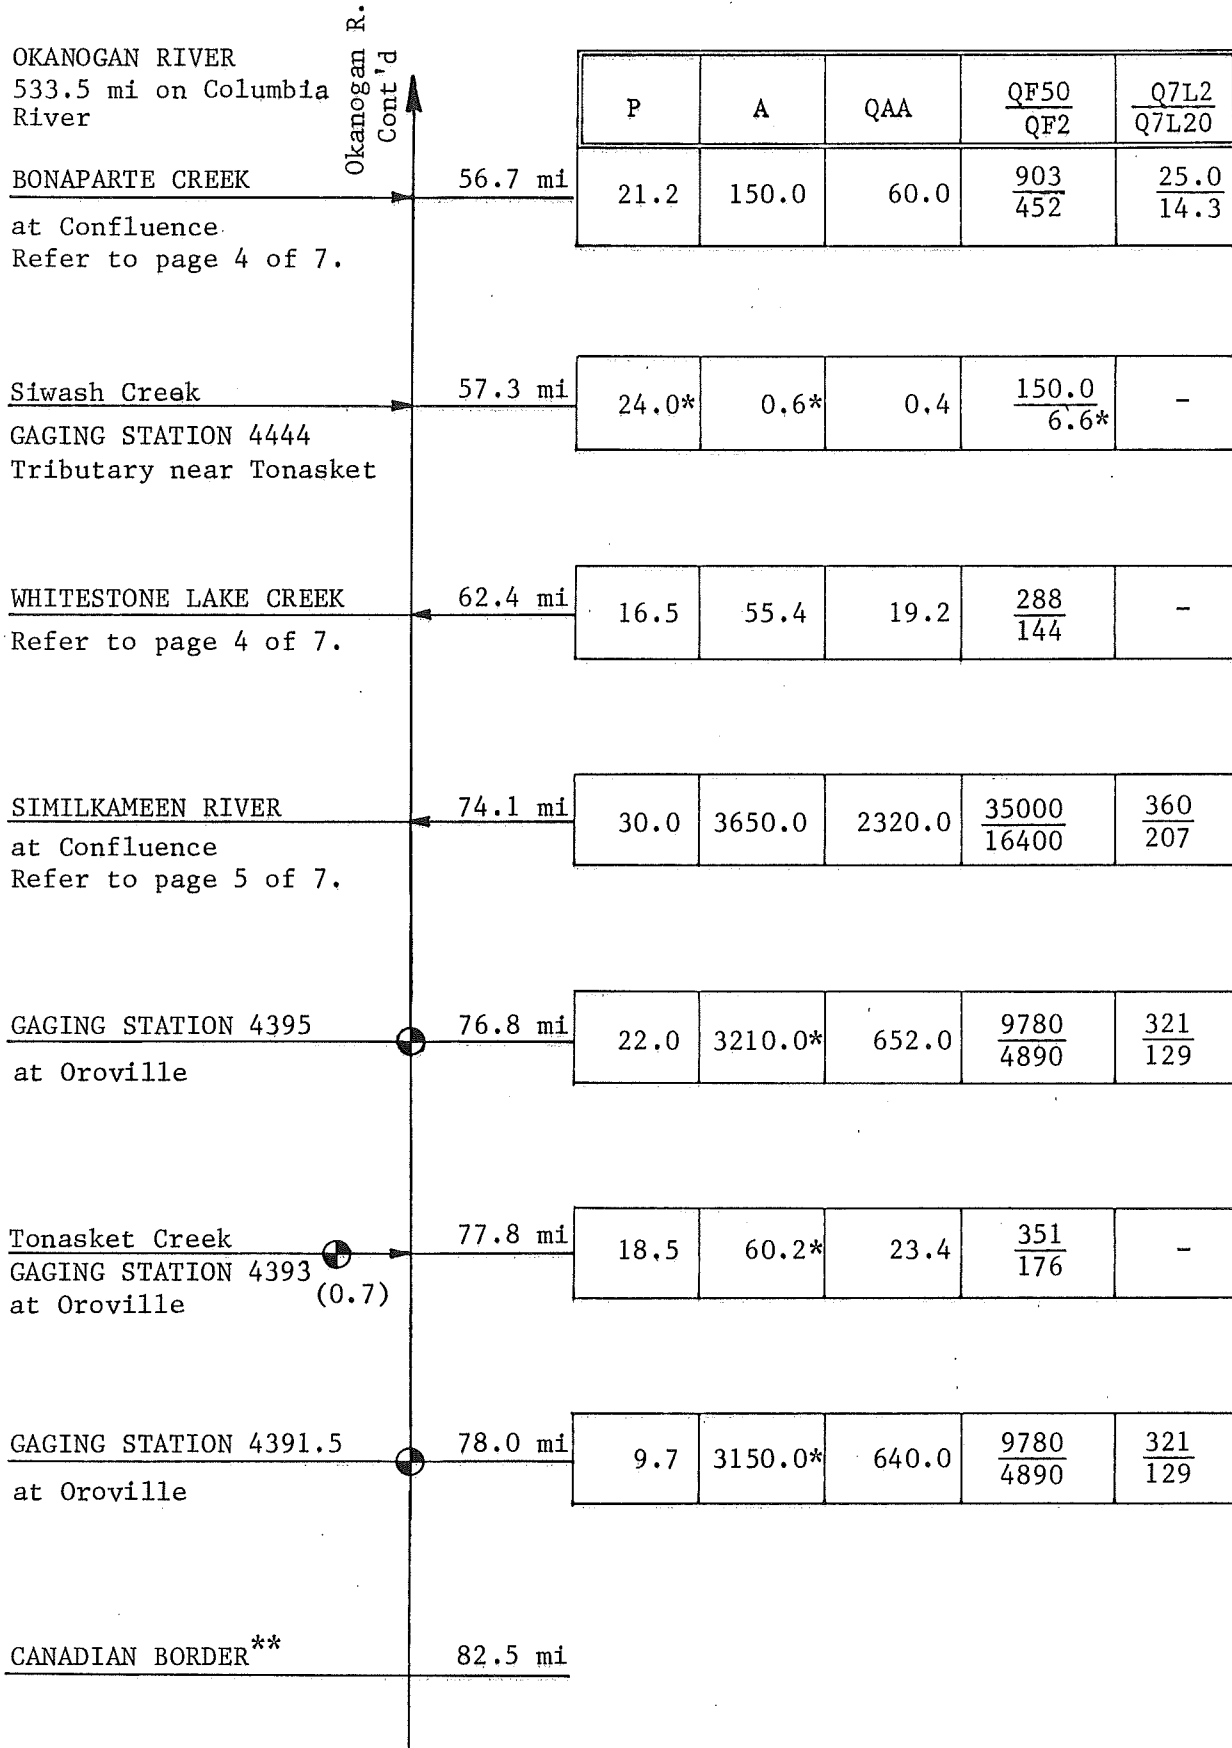 OKANOGAN RIVER
533.5 mi on Columbia
River
Okanogan R.
Cont'd
P A QAA QF50 Q7L2
QF2 Q7L20
BONAPARTE CREEK 56.7 mi 21.2 150.0 60.0 903 25.0
452 14.3
at Confluence
Refer to page 4 of 7.
Siwash Creek 57.3 mi 24.0* 0.6* 0.4 150.0 -
6.6*
GAGING STATION 4444
Tributary near Tonasket
WHITESTONE LAKE CREEK 62.4 mi 16.5 55.4 19.2 288 -
144
Refer to page 4 of 7.
SIMILKAMEEN RIVER 74.1 mi 30.0 3650.0 2320.0 35000 360
16400 207
at Confluence
Refer to page 5 of 7.
GAGING STATION 4395 76.8 mi 22.0 3210.0* 652.0 9780 321
4890 129
at Oroville
Tonasket Creek 77.8 mi 18.5 60.2* 23.4 351 -
176
GAGING STATION 4393
(0.7)
at Oroville
GAGING STATION 4391.5 78.0 mi 9.7 3150.0* 640.0 9780 321
4890 129
at Oroville
CANADIAN BORDER** 82.5 mi